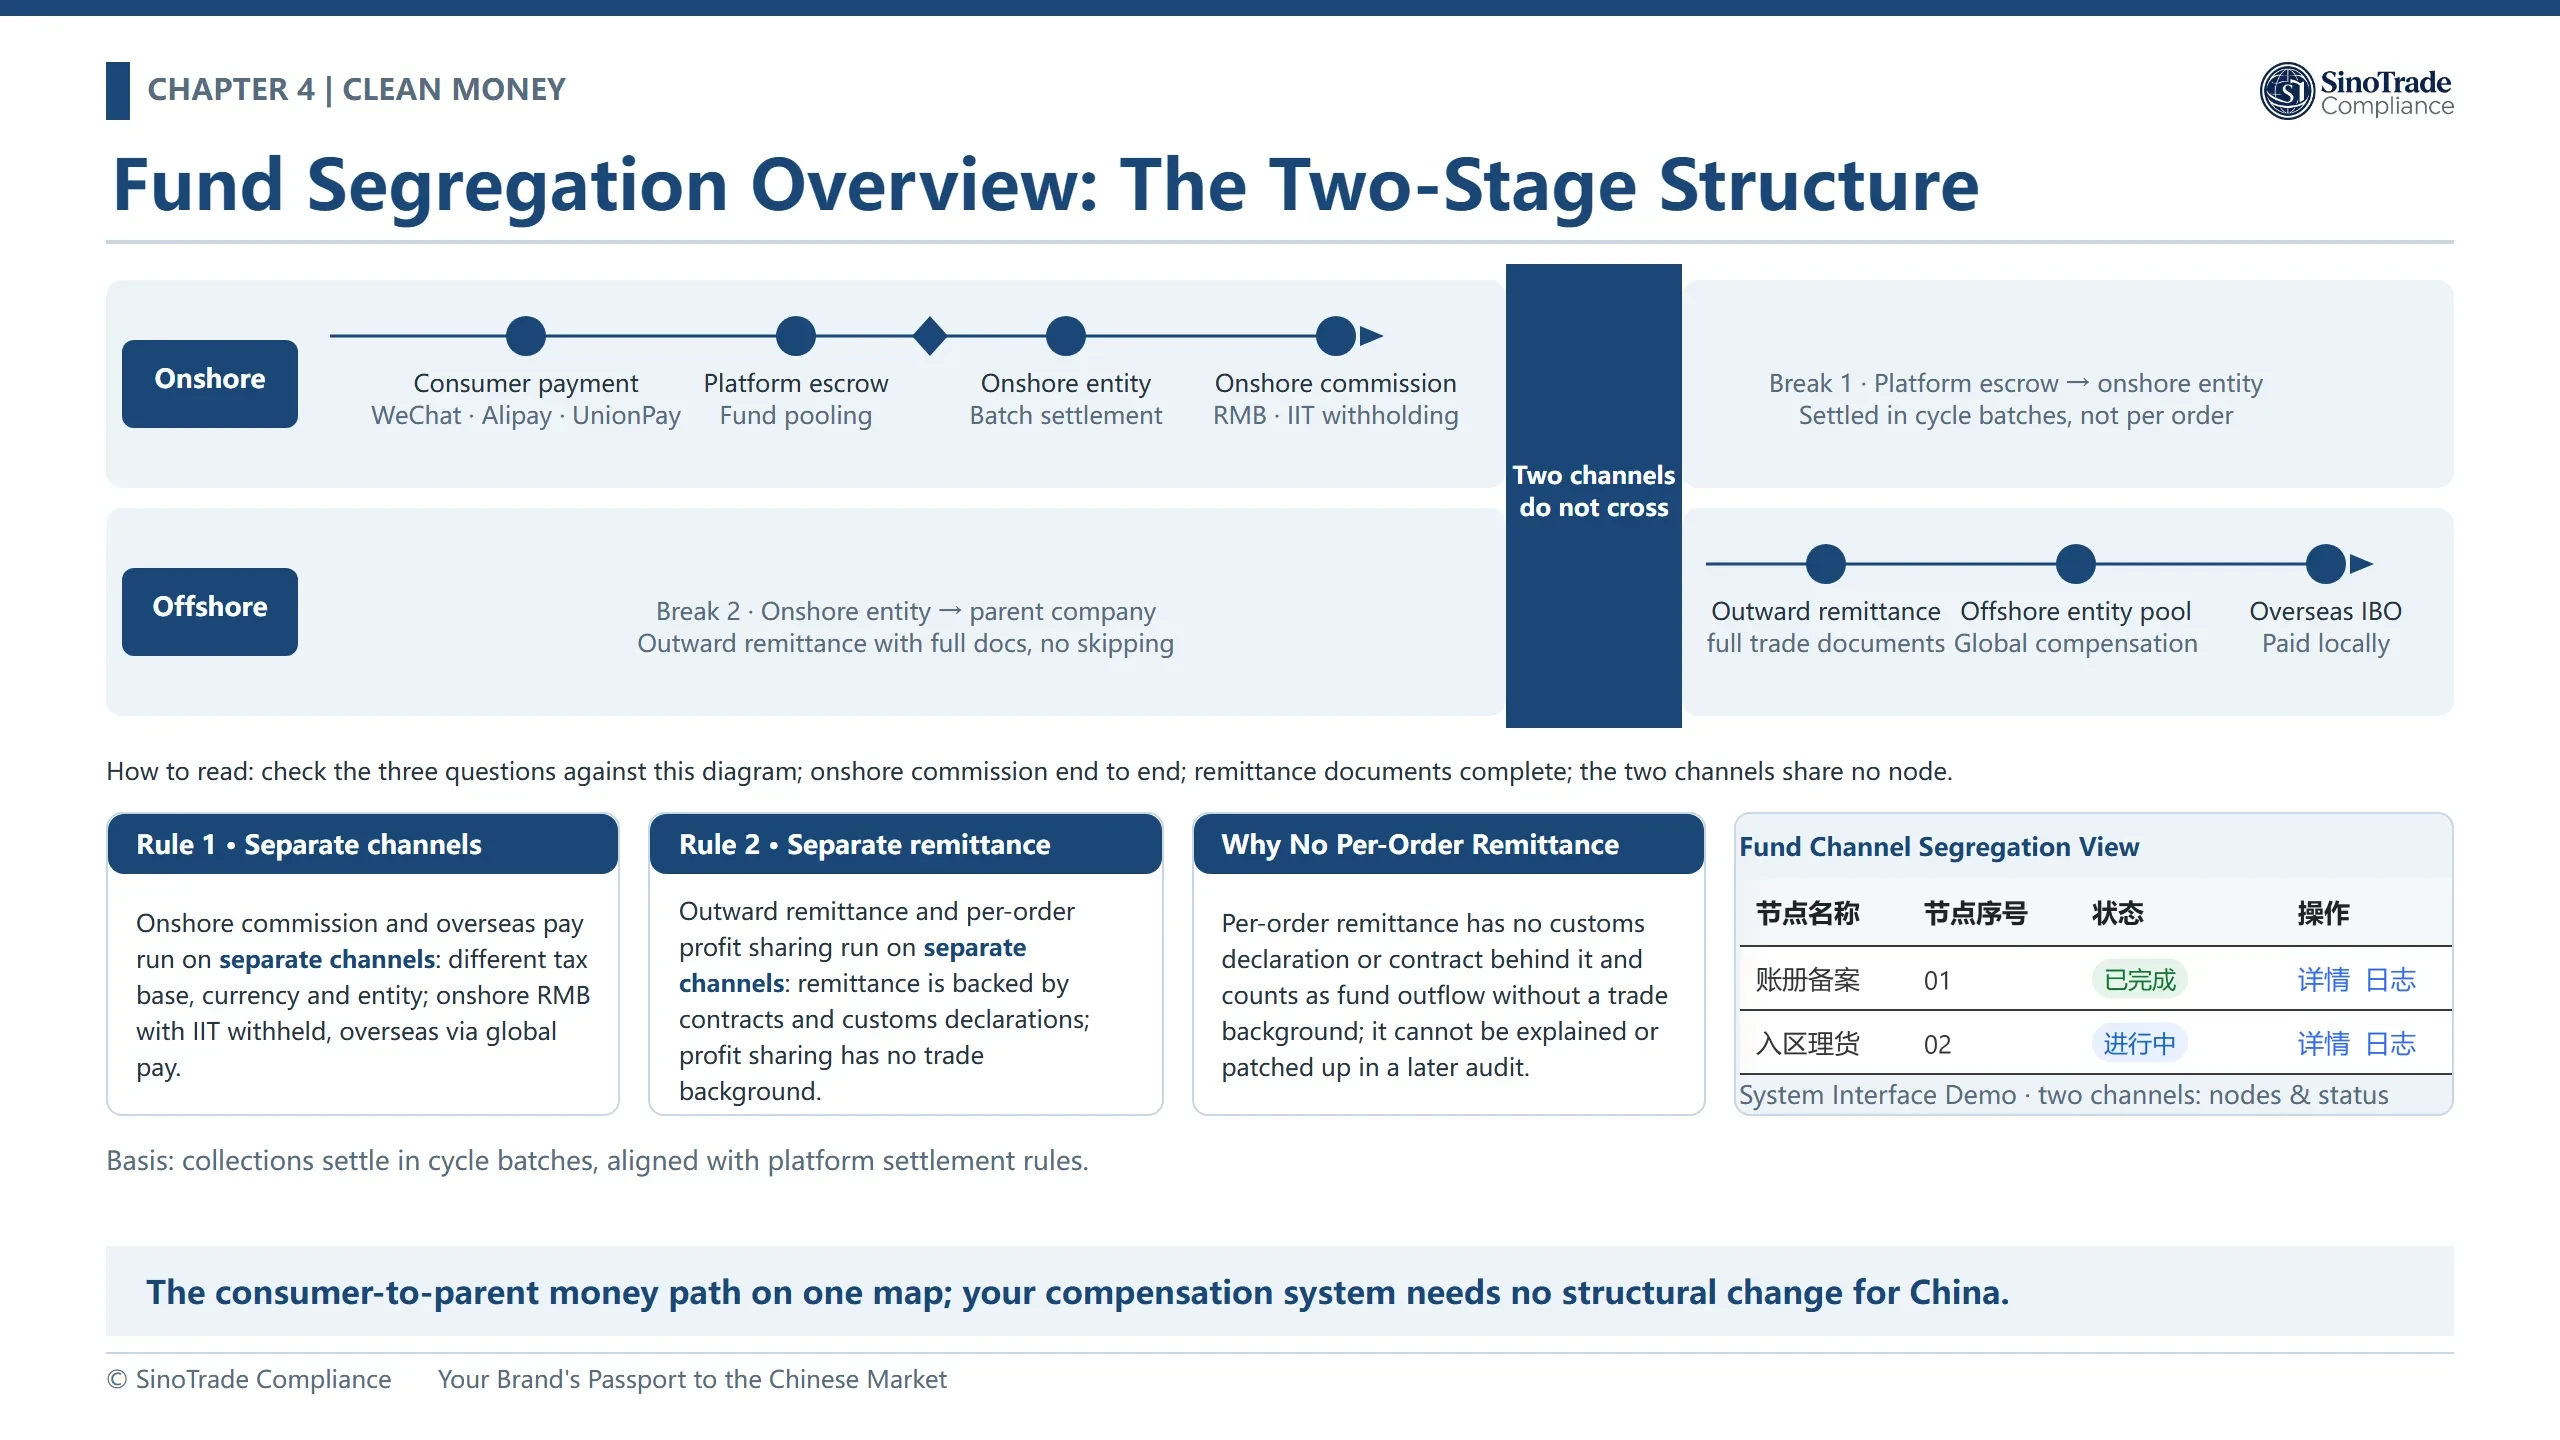 CHAPTER 4 | CLEAN MONEY
SinoTrade
Compliance
Fund Segregation Overview: The Two-Stage Structure
Onshore
Consumer payment
WeChat · Alipay · UnionPay
Platform escrow
Fund pooling
Onshore entity
Batch settlement
Onshore commission
RMB · IIT withholding
Two channels
do not cross
Break 1 · Platform escrow → onshore entity
Settled in cycle batches, not per order
Offshore
Break 2 · Onshore entity → parent company
Outward remittance with full docs, no skipping
Outward remittance
full trade documents
Offshore entity pool
Global compensation
Overseas IBO
Paid locally
How to read: check the three questions against this diagram; onshore commission end to end; remittance documents complete; the two channels share no node.
Rule 1 • Separate channels
Onshore commission and overseas pay
run on separate channels: different tax
base, currency and entity; onshore RMB
with IIT withheld, overseas via global
pay.
Rule 2 • Separate remittance
Outward remittance and per-order
profit sharing run on separate
channels: remittance is backed by
contracts and customs declarations;
profit sharing has no trade
background.
Why No Per-Order Remittance
Per-order remittance has no customs
declaration or contract behind it and
counts as fund outflow without a trade
background; it cannot be explained or
patched up in a later audit.
Fund Channel Segregation View
节点名称 节点序号 状态 操作
账册备案 01 已完成 详情 日志
入区理货 02 进行中 详情 日志
System Interface Demo · two channels: nodes & status
Basis: collections settle in cycle batches, aligned with platform settlement rules.
The consumer-to-parent money path on one map; your compensation system needs no structural change for China.
© SinoTrade Compliance Your Brand's Passport to the Chinese Market